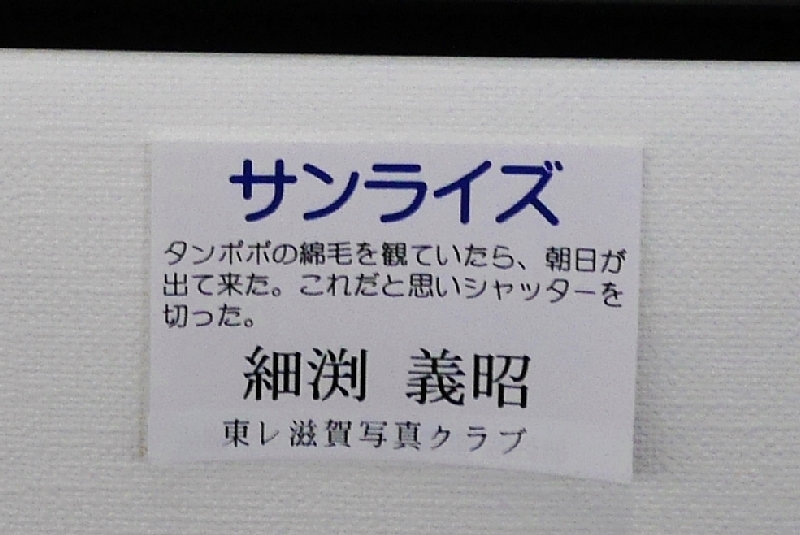 サンライズ
タンポポの綿毛を観ていたら、朝日が
出て来た。これだと思いシャッターを
切った。
細渕 義昭
東レ滋賀写真クラブ